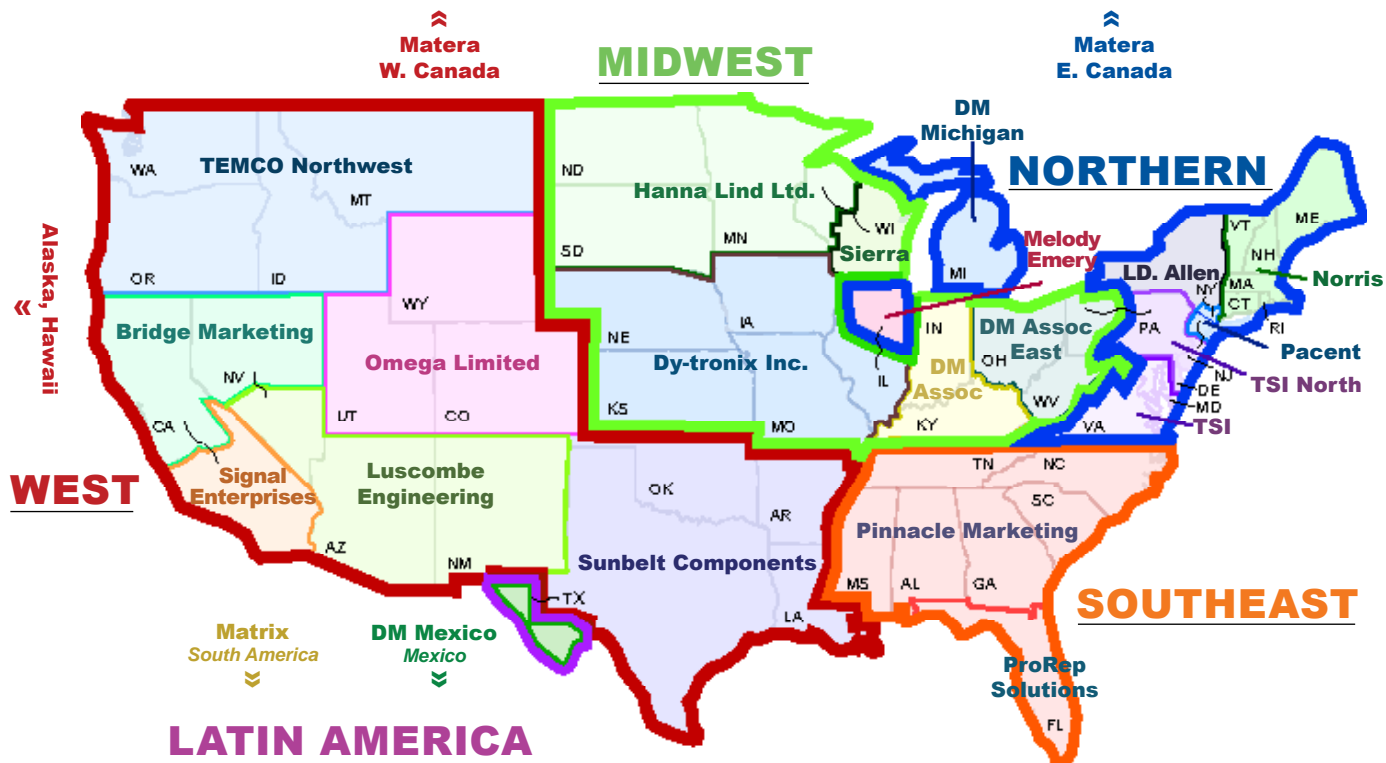 Matera
W. Canada
MIDWEST
Matera
E. Canada
DM
Michigan
NORTHERN
TEMCO Northwest
WA
MT
OR
ID
ND
Hanna Lind Ltd.
SD
MN
WI
Sierra
MI
Melody
Emery
LD. Allen
NY
VT
ME
NH
MA
CT
RI
Norris
Alaska, Hawaii
Bridge Marketing
NV
CA
WY
Omega Limited
UT
CO
NE
IA
Dy-tronix Inc.
KS
MO
IL
IN
DM
Assoc
KY
DM Assoc
East
OH
WV
PA
Pacent
NJ
TSI North
DE
MD
TSI
VA
WEST
Signal
Enterprises
Luscombe
Engineering
AZ
NM
OK
AR
Sunbelt Components
TX
LA
TN
NC
SC
Pinnacle Marketing
MS
AL
GA
SOUTHEAST
ProRep
Solutions
FL
Matrix
South America
DM Mexico
Mexico
LATIN AMERICA